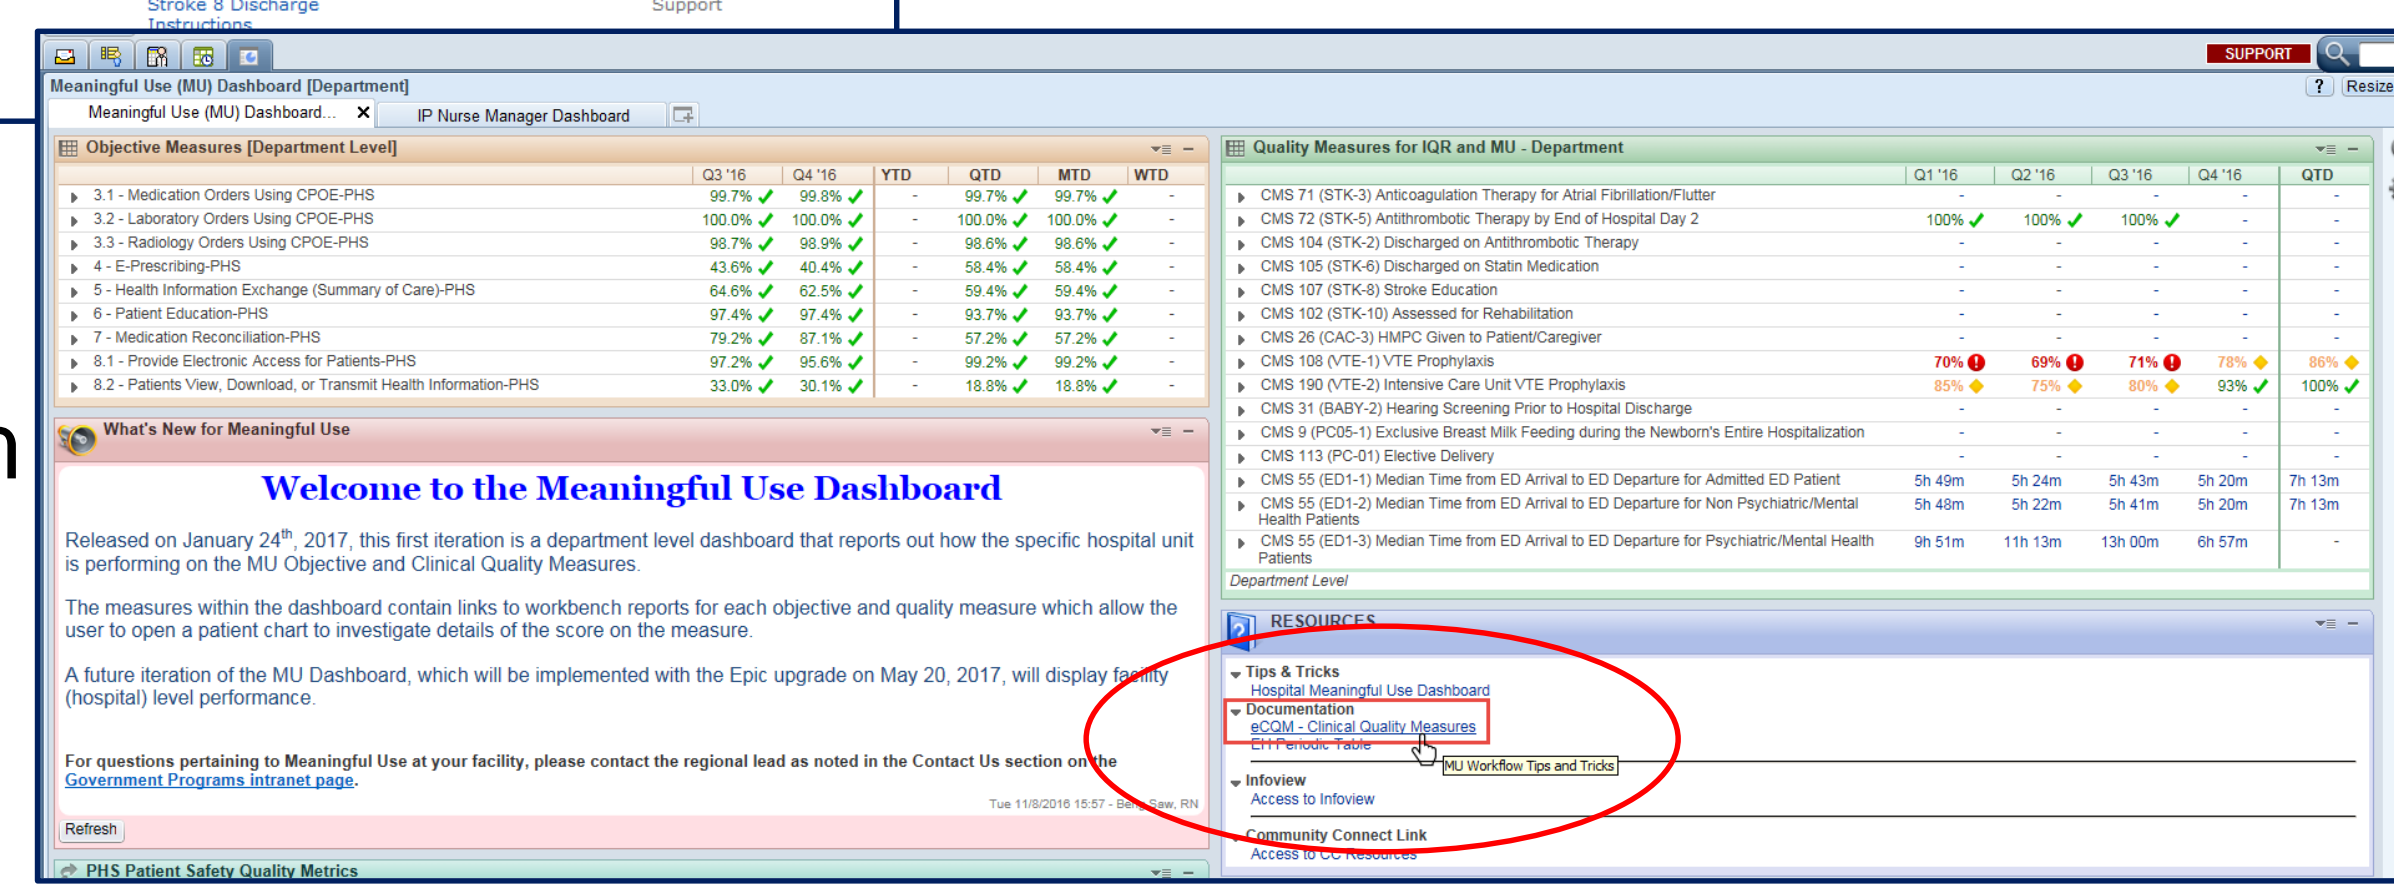 Stroke 8 Discharge
Instructions
Support
SUPPORT
Meaningful Use (MU) Dashboard [Department]
? Resize
Meaningful Use (MU) Dashboard... X IP Nurse Manager Dashboard
Objective Measures [Department Level]
Q3 '16 Q4 '16 YTD QTD MTD WTD
3.1 - Medication Orders Using CPOE-PHS 99.7% 99.8% - 99.7% 99.7% -
3.2 - Laboratory Orders Using CPOE-PHS 100.0% 100.0% - 100.0% 100.0% -
3.3 - Radiology Orders Using CPOE-PHS 98.7% 98.9% - 98.6% 98.6% -
4 - E-Prescribing-PHS 43.6% 40.4% - 58.4% 58.4% -
5 - Health Information Exchange (Summary of Care)-PHS 64.6% 62.5% - 59.4% 59.4% -
6 - Patient Education-PHS 97.4% 97.4% - 93.7% 93.7% -
7 - Medication Reconciliation-PHS 79.2% 87.1% - 57.2% 57.2% -
8.1 - Provide Electronic Access for Patients-PHS 97.2% 95.6% - 99.2% 99.2% -
8.2 - Patients View, Download, or Transmit Health Information-PHS 33.0% 30.1% - 18.8% 18.8% -
n
What's New for Meaningful Use
Welcome to the Meaningful Use Dashboard
Released on January 24th, 2017, this first iteration is a department level dashboard that reports out how the specific hospital unit
is performing on the MU Objective and Clinical Quality Measures.
The measures within the dashboard contain links to workbench reports for each objective and quality measure which allow the
user to open a patient chart to investigate details of the score on the measure.
A future iteration of the MU Dashboard, which will be implemented with the Epic upgrade on May 20, 2017, will display facility
(hospital) level performance.
For questions pertaining to Meaningful Use at your facility, please contact the regional lead as noted in the Contact Us section on the
Government Programs intranet page.
Tue 11/8/2016 15:57 - Beng Saw, RN
Refresh
PHS Patient Safety Quality Metrics
Quality Measures for IQR and MU - Department
Q1 '16 Q2 '16 Q3 '16 Q4 '16 QTD
CMS 71 (STK-3) Anticoagulation Therapy for Atrial Fibrillation/Flutter - - - - -
CMS 72 (STK-5) Antithrombotic Therapy by End of Hospital Day 2 100% 100% 100% - -
CMS 104 (STK-2) Discharged on Antithrombotic Therapy - - - - -
CMS 105 (STK-6) Discharged on Statin Medication - - - - -
CMS 107 (STK-8) Stroke Education - - - - -
CMS 102 (STK-10) Assessed for Rehabilitation - - - - -
CMS 26 (CAC-3) HMPC Given to Patient/Caregiver - - - - -
CMS 108 (VTE-1) VTE Prophylaxis 70% 69% 71% 78% 86%
CMS 190 (VTE-2) Intensive Care Unit VTE Prophylaxis 85% 75% 80% 93% 100%
CMS 31 (BABY-2) Hearing Screening Prior to Hospital Discharge - - - - -
CMS 9 (PC05-1) Exclusive Breast Milk Feeding during the Newborn's Entire Hospitalization - - - - -
CMS 113 (PC-01) Elective Delivery - - - - -
CMS 55 (ED1-1) Median Time from ED Arrival to ED Departure for Admitted ED Patient 5h 49m 5h 24m 5h 43m 5h 20m 7h 13m
CMS 55 (ED1-2) Median Time from ED Arrival to ED Departure for Non Psychiatric/Mental 5h 48m 5h 22m 5h 41m 5h 20m 7h 13m
Health Patients
CMS 55 (ED1-3) Median Time from ED Arrival to ED Departure for Psychiatric/Mental Health 9h 51m 11h 13m 13h 00m 6h 57m -
Patients
Department Level
RESOURCES
Tips & Tricks
Hospital Meaningful Use Dashboard
Documentation
eCQM - Clinical Quality Measures
EH Periodic Table
MU Workflow Tips and Tricks
Infoview
Access to Infoview
Community Connect Link
Access to CC Resources